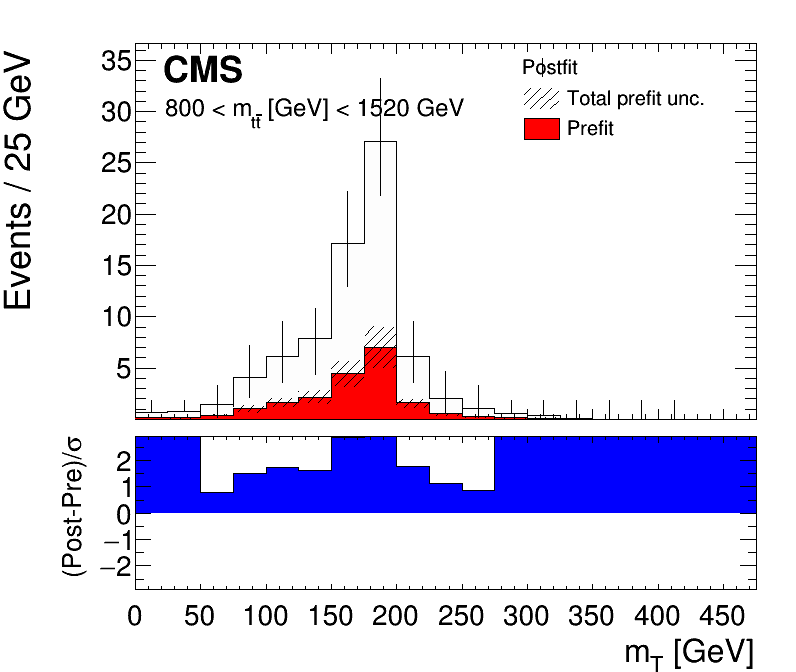 CMS
800 < m_tt̄ [GeV] < 1520 GeV
Postfit
Total prefit unc.
Prefit
Events / 25 GeV
35
30
25
20
15
10
5
(Post-Pre)/σ
2
1
0
−1
−2
0 50 100 150 200 250 300 350 400 450
m_T [GeV]